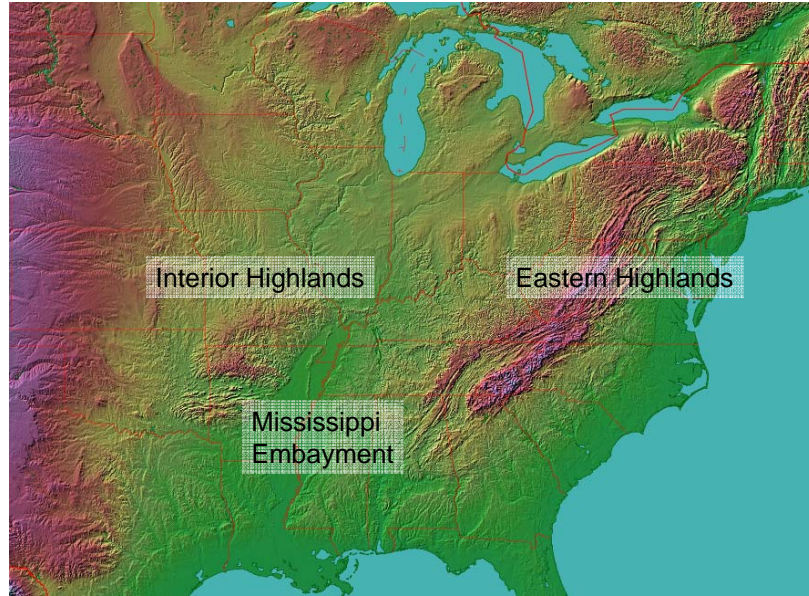 Interior Highlands
Eastern Highlands
Mississippi
Embayment